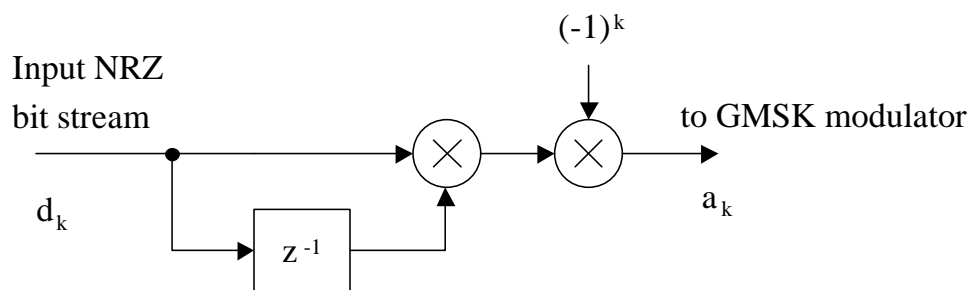 (-1)^k
Input NRZ
bit stream
to GMSK modulator
d_k
a_k
z^-1